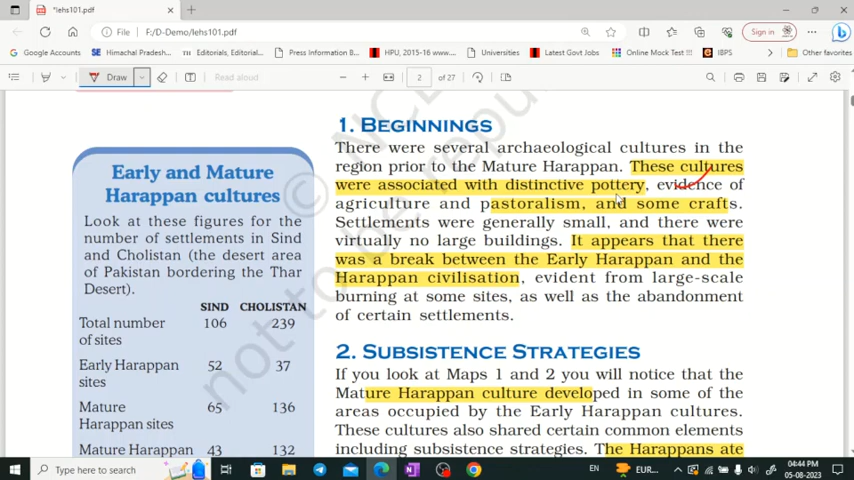 *lehs101.pdf
F:/D-Demo/lehs101.pdf
Sign in
SIEMENS
Himachal Pradesh...
Editorials, Editorial...
Press Information B...
HPU, 2015-16 www....
Universities
Latest Govt Jobs
Online Mock Test !!!
IBPS
Other favorites
Draw
Read aloud
2 of 27
1. BEGINNINGS
There were several archaeological cultures in the
region prior to the Mature Harappan. These cultures
were associated with distinctive pottery, evidence of
agriculture and pastoralism, and some crafts.
Settlements were generally small, and there were
virtually no large buildings. It appears that there
was a break between the Early Harappan and the
Harappan civilisation, evident from large-scale
burning at some sites, as well as the abandonment
of certain settlements.
2. SUBSISTENCE STRATEGIES
If you look at Maps 1 and 2 you will notice that the
Mature Harappan culture developed in some of the
areas occupied by the Early Harappan cultures.
These cultures also shared certain common elements
including subsistence strategies. The Harappans ate
Early and Mature
Harappan cultures
Look at these figures for the
number of settlements in Sind
and Cholistan (the desert area
of Pakistan bordering the Thar
Desert).
SIND CHOLISTAN
Total number 106 239
of sites
Early Harappan 52 37
sites
Mature 65 136
Harappan sites
Mature Harappan 43 132
not to be repu
Type here to search
EN
EUR...
04:44 PM
05-08-2023